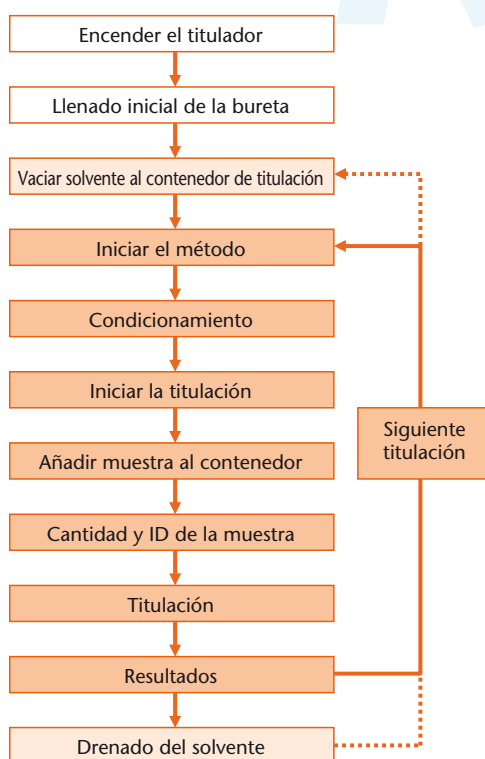 Encender el titulador
Llenado inicial de la bureta
Vaciar solvente al contenedor de titulación
Iniciar el método
Condicionamiento
Iniciar la titulación
Añadir muestra al contenedor
Siguiente
titulación
Cantidad y ID de la muestra
Titulación
Resultados
Drenado del solvente